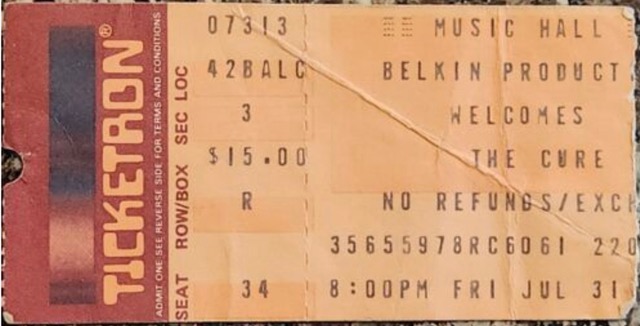 TICKETRON®
ADMIT ONE SEE REVERSE SIDE FOR TERMS AND CONDITIONS
SEAT ROW/BOX SEC LOC
07313
42BALC
3
$15.00
R
34
MUSIC HALL
BELKIN PRODUCT
WELCOMES
THE CURE
NO REFUNDS/EXCH
35655978RC6061 220
8:00PM FRI JUL 31